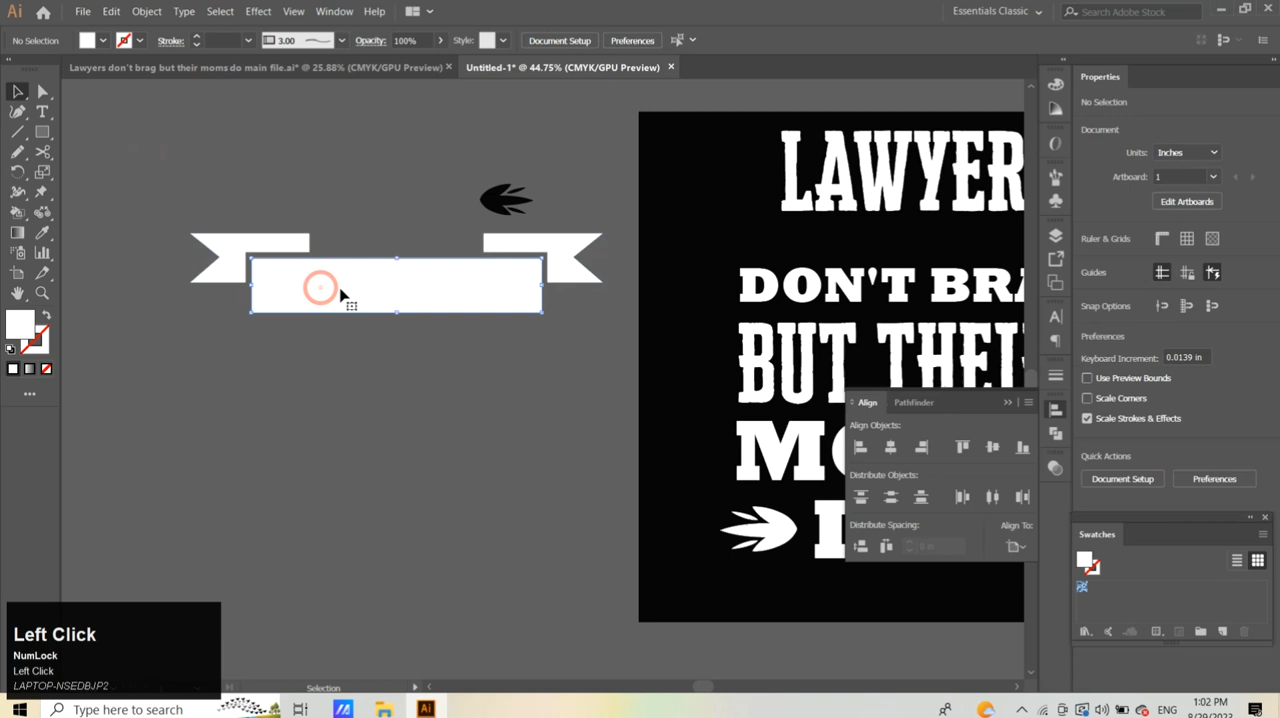 Ai
File
Edit
Object
Type
Select
Effect
View
Window
Help
Essentials Classic
Search Adobe Stock
No Selection
Stroke:
3.00
Opacity:
100%
Style:
Document Setup
Preferences
Lawyers don't brag but their moms do main file.ai* @ 25.88% (CMYK/GPU Preview)
Untitled-1* @ 44.75% (CMYK/GPU Preview)
Properties
No Selection
Document
Units:
Inches
Artboard:
1
Edit Artboards
Ruler & Grids
Guides
Snap Options
Preferences
Keyboard Increment:
0.0139 in
Use Preview Bounds
Scale Corners
Scale Strokes & Effects
Quick Actions
Document Setup
Preferences
Swatches
LAWYER
DON'T BRA
BUT THEI
MO
Align
Pathfinder
Align Objects:
Distribute Objects:
Distribute Spacing:
Align To:
0 in
Left Click
NumLock
Left Click
LAPTOP-NSEDBJP2
Selection
Type here to search
Ai
ENG
1:02 PM
8/29/2023